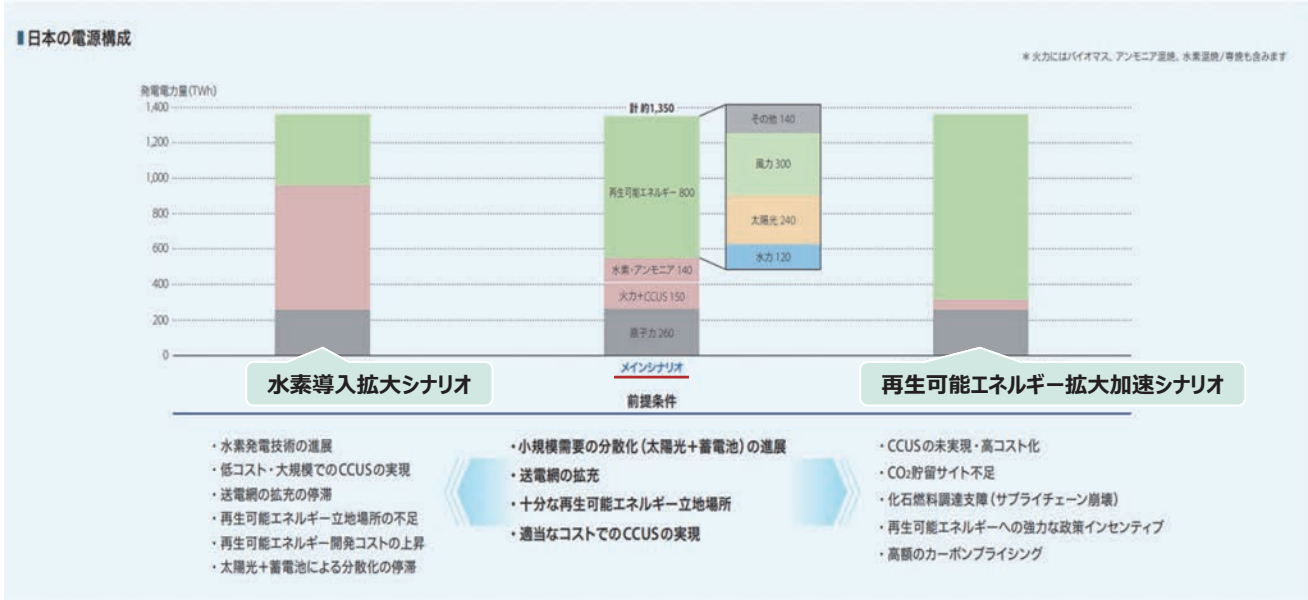 日本の電源構成
＊火力にはバイオマス、アンモニア混焼、水素混焼/専焼も含みます
発電電力量(TWh)
1,400
1,200
1,000
800
600
400
200
0
計 約1,350
再生可能エネルギー 800
水素・アンモニア 140
火力+CCUS 150
原子力 260
その他 140
風力 300
太陽光 240
水力 120
水素導入拡大シナリオ
メインシナリオ
再生可能エネルギー拡大加速シナリオ
前提条件
・水素発電技術の進展
・低コスト・大規模でのCCUSの実現
・送電網の拡充の停滞
・再生可能エネルギー立地場所の不足
・再生可能エネルギー開発コストの上昇
・太陽光+蓄電池による分散化の停滞
・小規模需要の分散化(太陽光+蓄電池)の進展
・送電網の拡充
・十分な再生可能エネルギー立地場所
・適当なコストでのCCUSの実現
・CCUSの未実現・高コスト化
・CO₂貯留サイト不足
・化石燃料調達支障(サプライチェーン崩壊)
・再生可能エネルギーへの強力な政策インセンティブ
・高額のカーボンプライシング